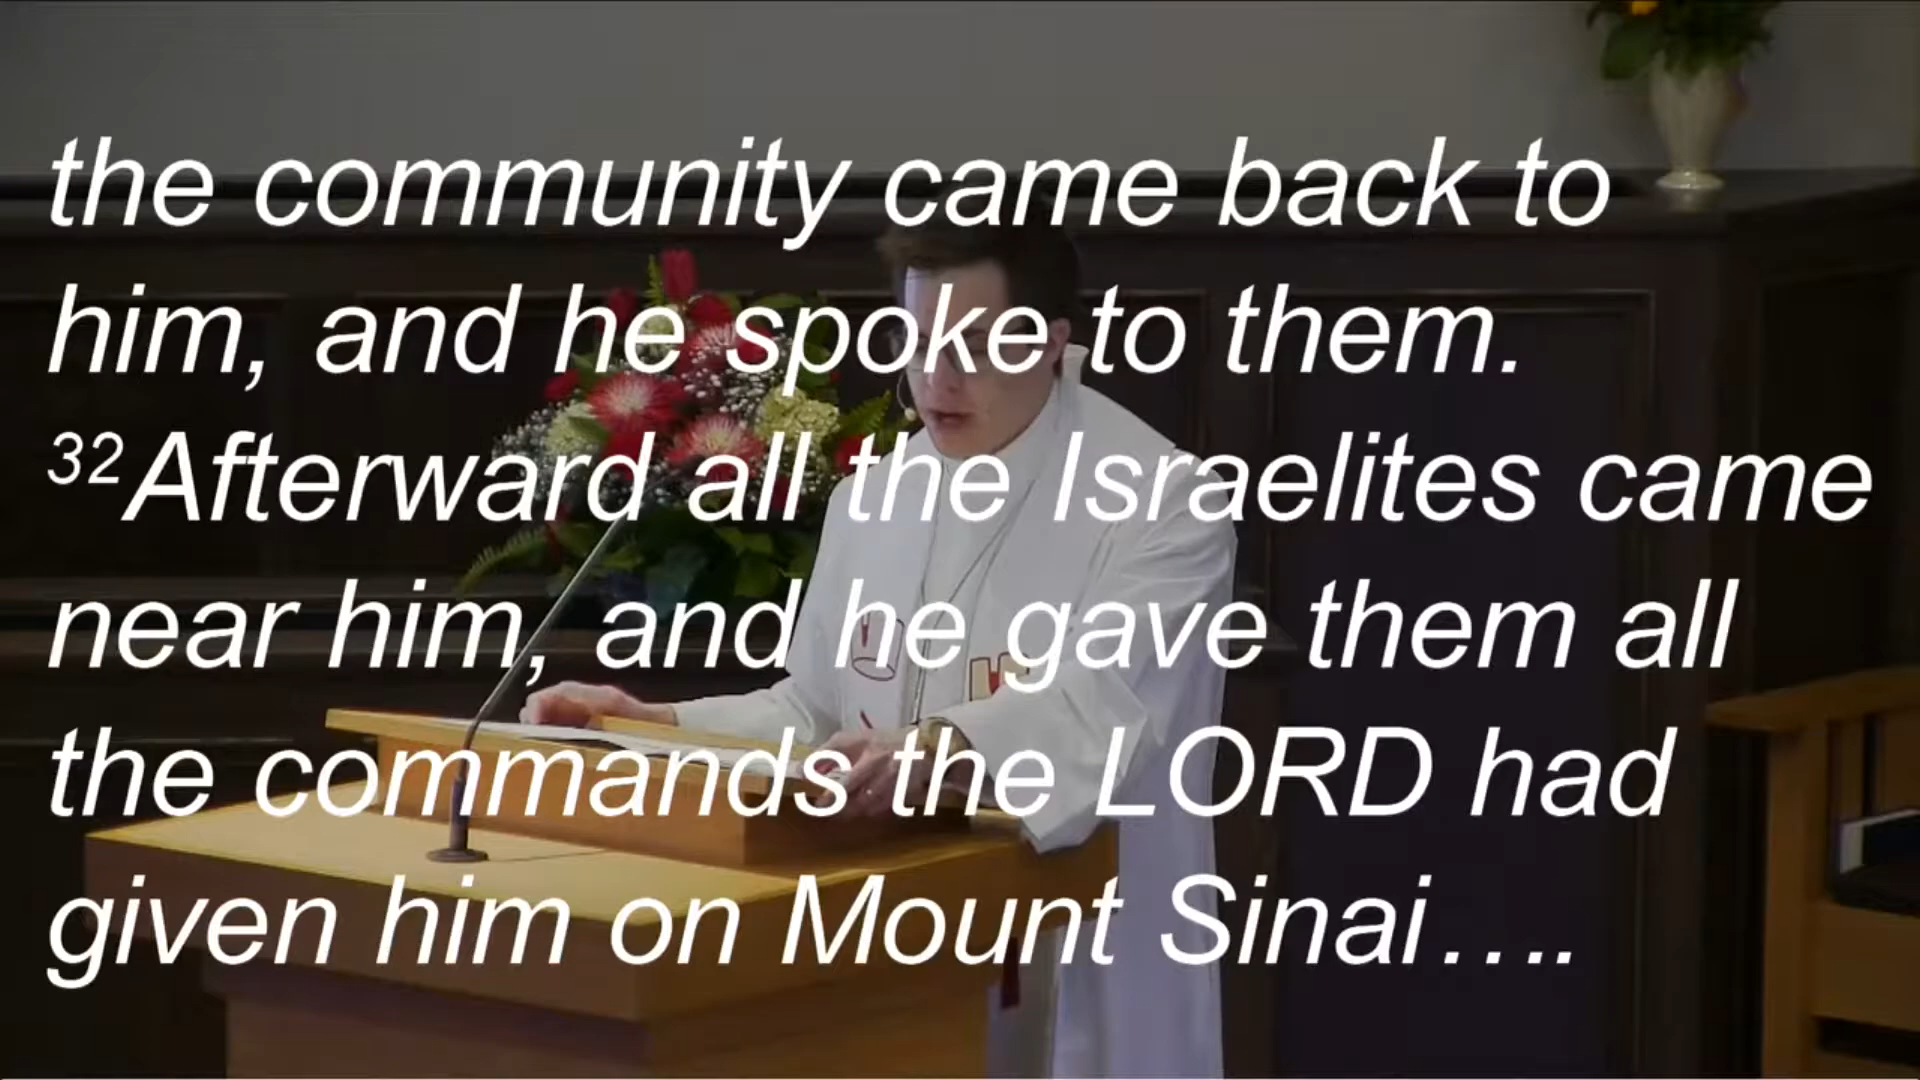 the community came back to
him, and he spoke to them.
³²Afterward all the Israelites came
near him, and he gave them all
the commands the LORD had
given him on Mount Sinai….